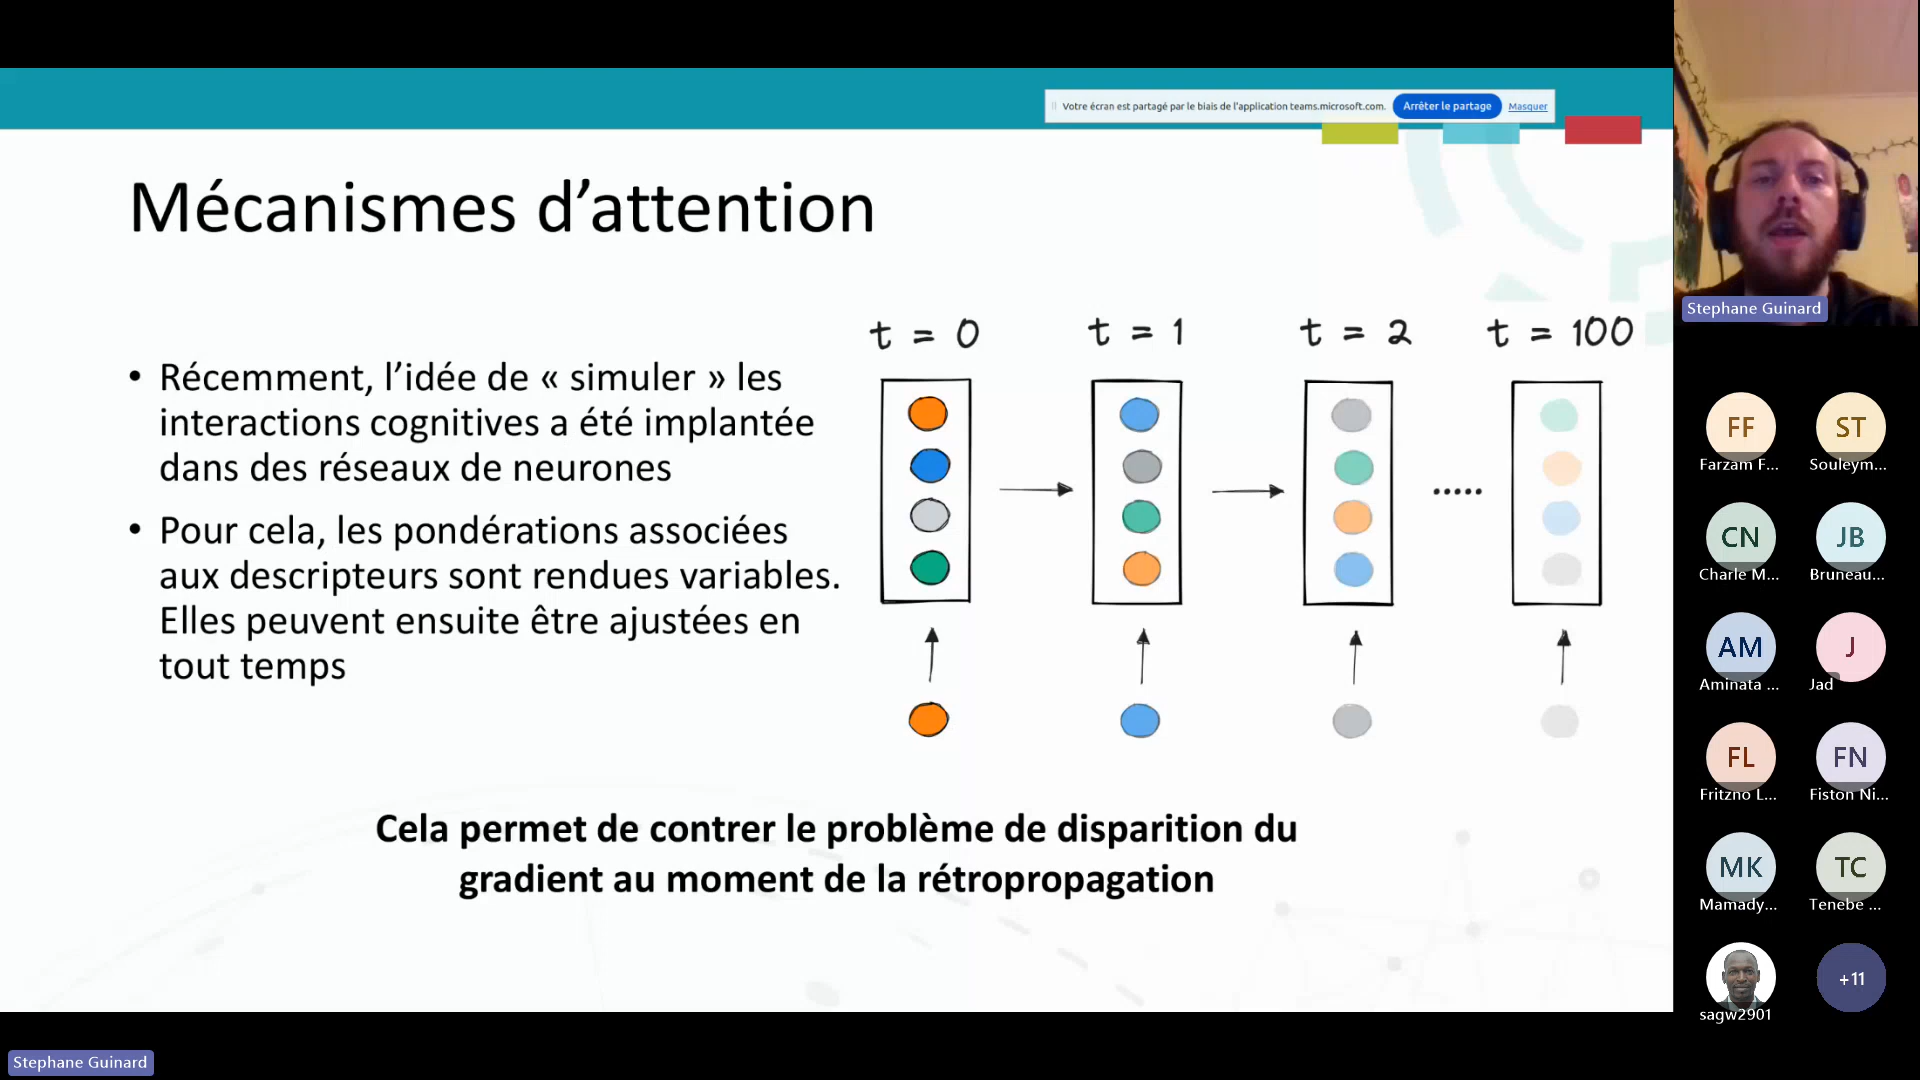 Votre écran est partagé par le biais de l'application teams.microsoft.com.
Arrêter le partage
Masquer
Mécanismes d'attention
• Récemment, l'idée de « simuler » les
interactions cognitives a été implantée
dans des réseaux de neurones
• Pour cela, les pondérations associées
aux descripteurs sont rendues variables.
Elles peuvent ensuite être ajustées en
tout temps
t = 0
t = 1
t = 2
t = 100
.....
Cela permet de contrer le problème de disparition du
gradient au moment de la rétropropagation
Stephane Guinard
FF
Farzam F...
ST
Souleym...
CN
Charle M...
JB
Bruneau...
AM
Aminata ...
J
Jad
FL
Fritzno L...
FN
Fiston Ni...
MK
Mamady...
TC
Tenebe ...
sagw2901
+11
Stephane Guinard